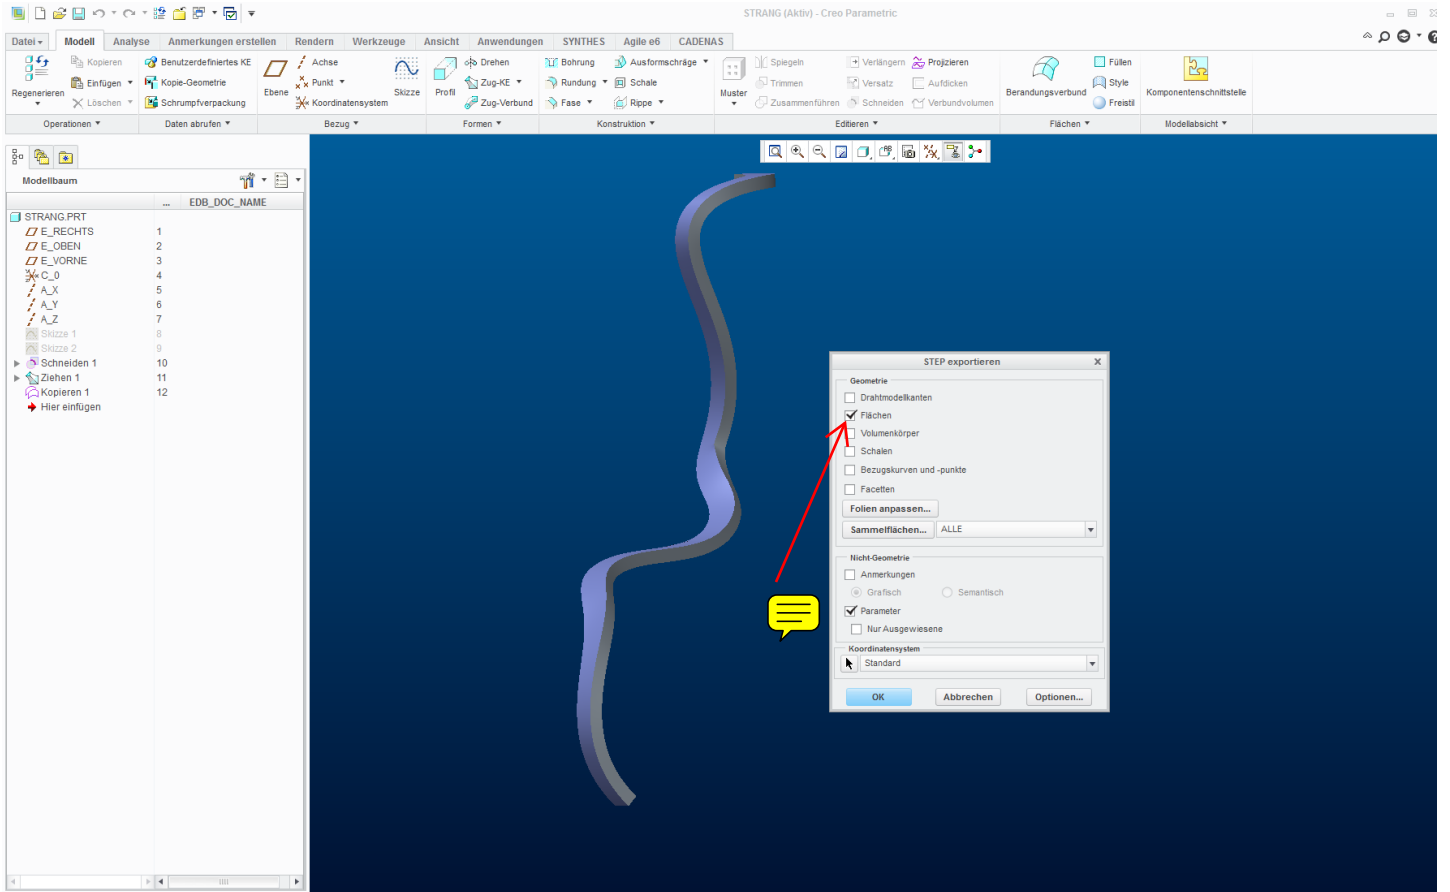 STRANG (Aktiv) - Creo Parametric
Datei Modell Analyse Anmerkungen erstellen Rendern Werkzeuge Ansicht Anwendungen SYNTHES Agile e6 CADENAS
Regenerieren
Kopieren
Einfügen
Löschen
Operationen
Benutzerdefiniertes KE
Kopie-Geometrie
Schrumpfverpackung
Daten abrufen
Ebene
Achse
Punkt
Koordinatensystem
Skizze
Bezug
Profil
Drehen
Zug-KE
Zug-Verbund
Formen
Bohrung
Rundung
Fase
Ausformschräge
Schale
Rippe
Konstruktion
Muster
Spiegeln
Trimmen
Zusammenführen
Verlängern
Versatz
Schneiden
Projizieren
Aufdicken
Verbundvolumen
Editieren
Berandungsverbund
Füllen
Style
Freistil
Flächen
Komponentenschnittstelle
Modellabsicht
Modellbaum
... EDB_DOC_NAME
STRANG.PRT
E_RECHTS 1
E_OBEN 2
E_VORNE 3
C_0 4
A_X 5
A_Y 6
A_Z 7
Skizze 1 8
Skizze 2 9
Schneiden 1 10
Ziehen 1 11
Kopieren 1 12
Hier einfügen
STEP exportieren
Geometrie
Drahtmodellkanten
Flächen
Volumenkörper
Schalen
Bezugskurven und -punkte
Facetten
Folien anpassen...
Sammelflächen... ALLE
Nicht-Geometrie
Anmerkungen
Grafisch Semantisch
Parameter
Nur Ausgewiesene
Koordinatensystem
Standard
OK Abbrechen Optionen...